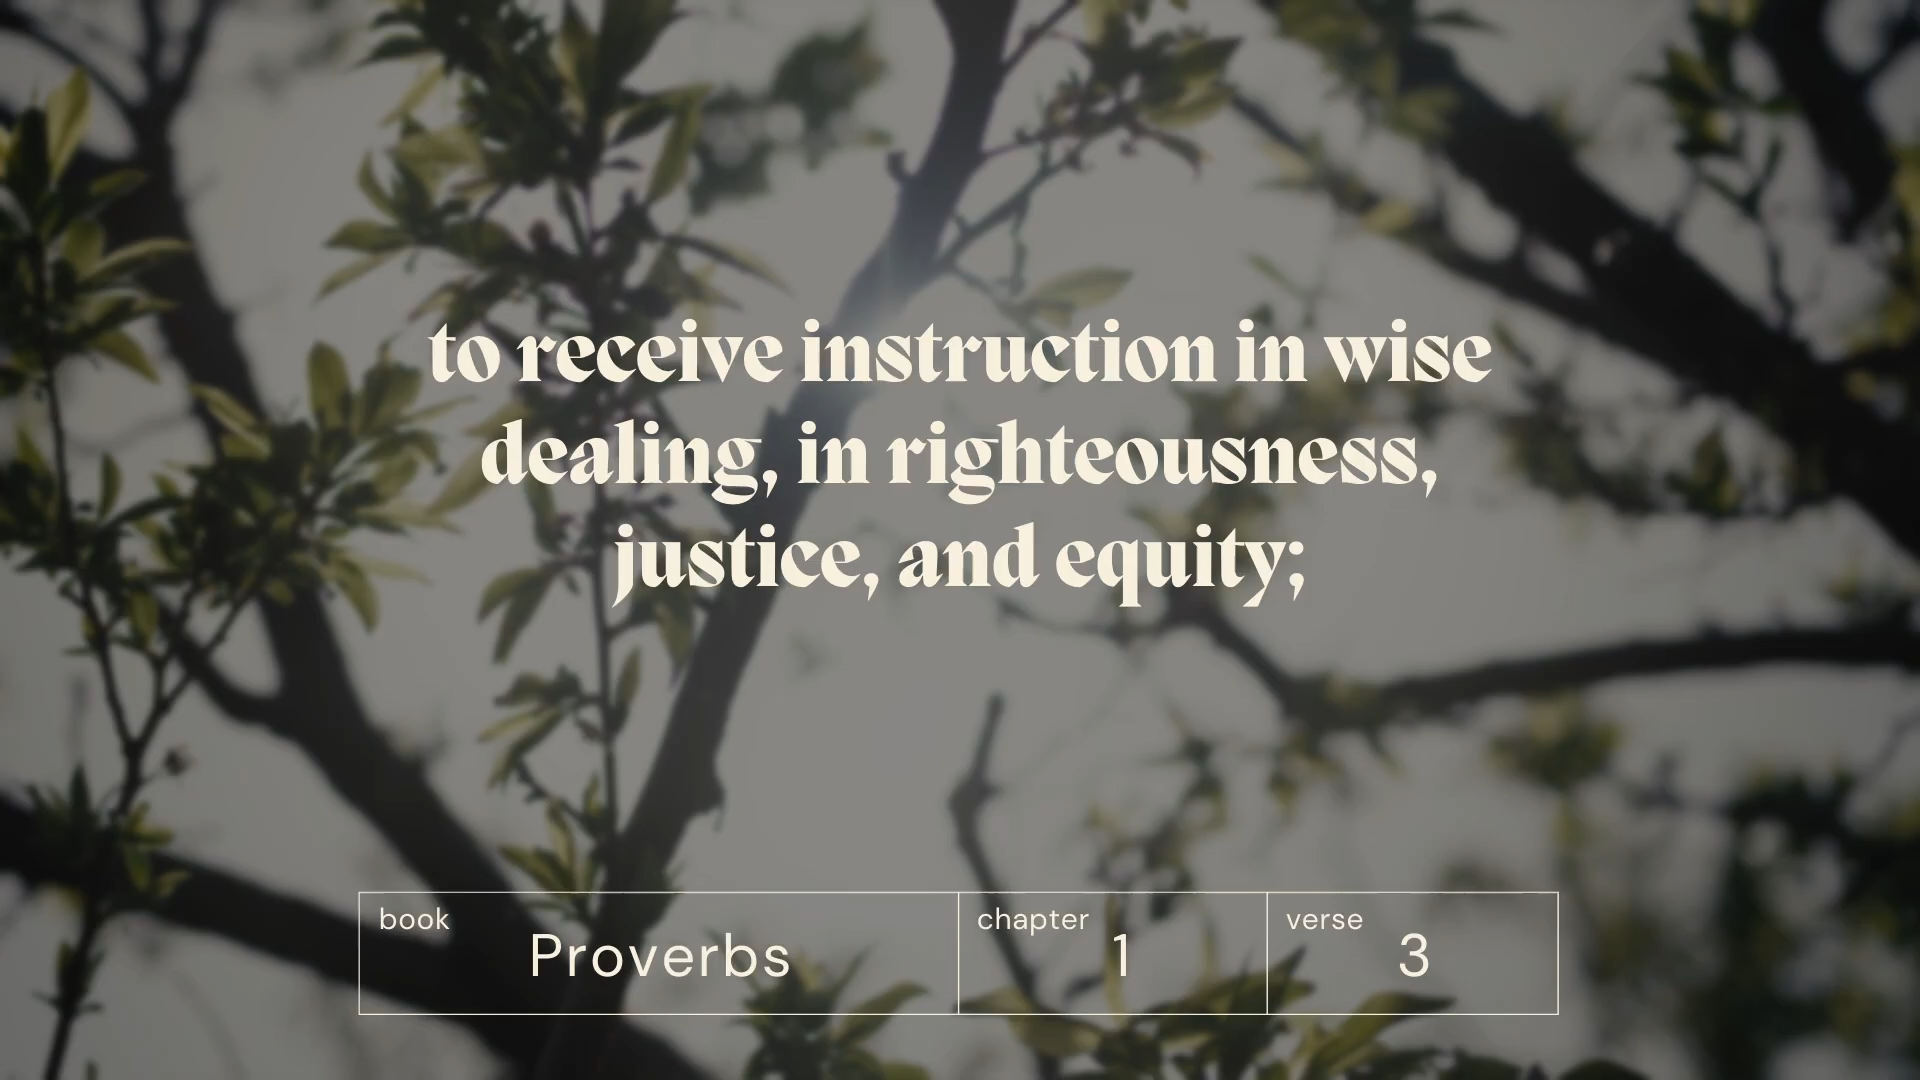 to receive instruction in wise
dealing, in righteousness,
justice, and equity;
book
Proverbs
chapter
1
verse
3